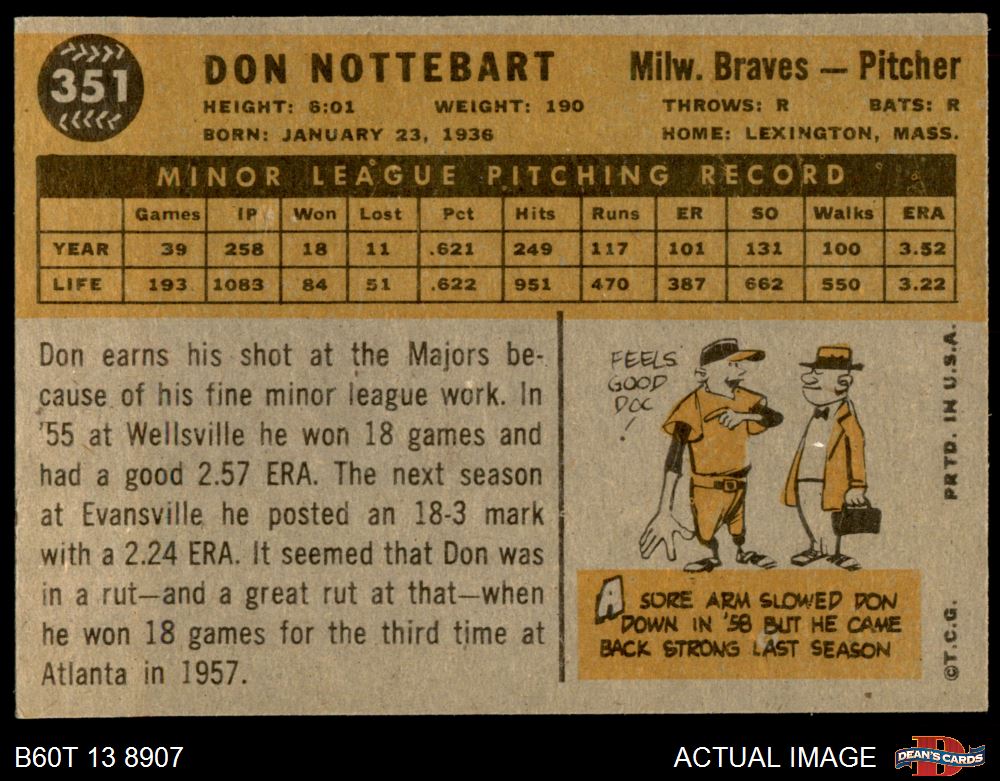 351
DON NOTTEBART
Milw. Braves — Pitcher
HEIGHT: 6:01 WEIGHT: 190 THROWS: R BATS: R
BORN: JANUARY 23, 1936 HOME: LEXINGTON, MASS.
MINOR LEAGUE PITCHING RECORD
Games IP Won Lost Pct Hits Runs ER SO Walks ERA
YEAR 39 258 18 11 .621 249 117 101 131 100 3.52
LIFE 193 1083 84 51 .622 951 470 387 662 550 3.22
Don earns his shot at the Majors be-
cause of his fine minor league work. In
'55 at Wellsville he won 18 games and
had a good 2.57 ERA. The next season
at Evansville he posted an 18-3 mark
with a 2.24 ERA. It seemed that Don was
in a rut—and a great rut at that—when
he won 18 games for the third time at
Atlanta in 1957.
FEELS
GOOD
DOC
!
A SORE ARM SLOWED DON
DOWN IN '58 BUT HE CAME
BACK STRONG LAST SEASON
©T.C.G. PRTD. IN U.S.A.
B60T 13 8907
ACTUAL IMAGE
D
DEAN'S CARDS